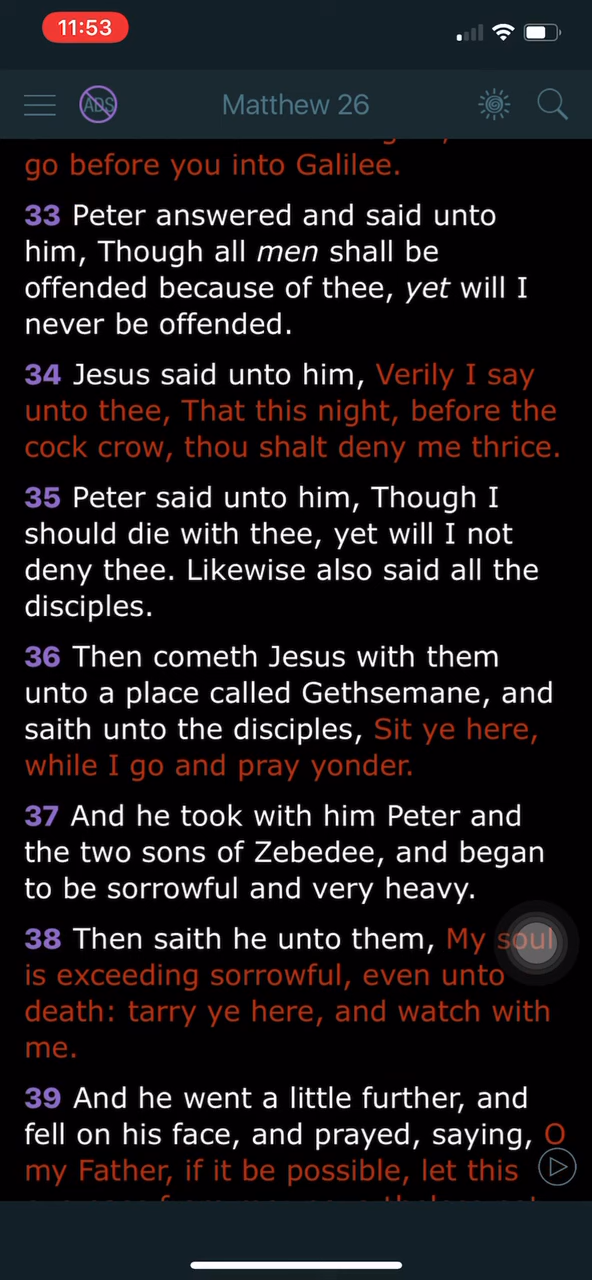 11:53
ADS
Matthew 26
go before you into Galilee.
33 Peter answered and said unto
him, Though all men shall be
offended because of thee, yet will I
never be offended.
34 Jesus said unto him, Verily I say
unto thee, That this night, before the
cock crow, thou shalt deny me thrice.
35 Peter said unto him, Though I
should die with thee, yet will I not
deny thee. Likewise also said all the
disciples.
36 Then cometh Jesus with them
unto a place called Gethsemane, and
saith unto the disciples, Sit ye here,
while I go and pray yonder.
37 And he took with him Peter and
the two sons of Zebedee, and began
to be sorrowful and very heavy.
38 Then saith he unto them, My soul
is exceeding sorrowful, even unto
death: tarry ye here, and watch with
me.
39 And he went a little further, and
fell on his face, and prayed, saying, O
my Father, if it be possible, let this